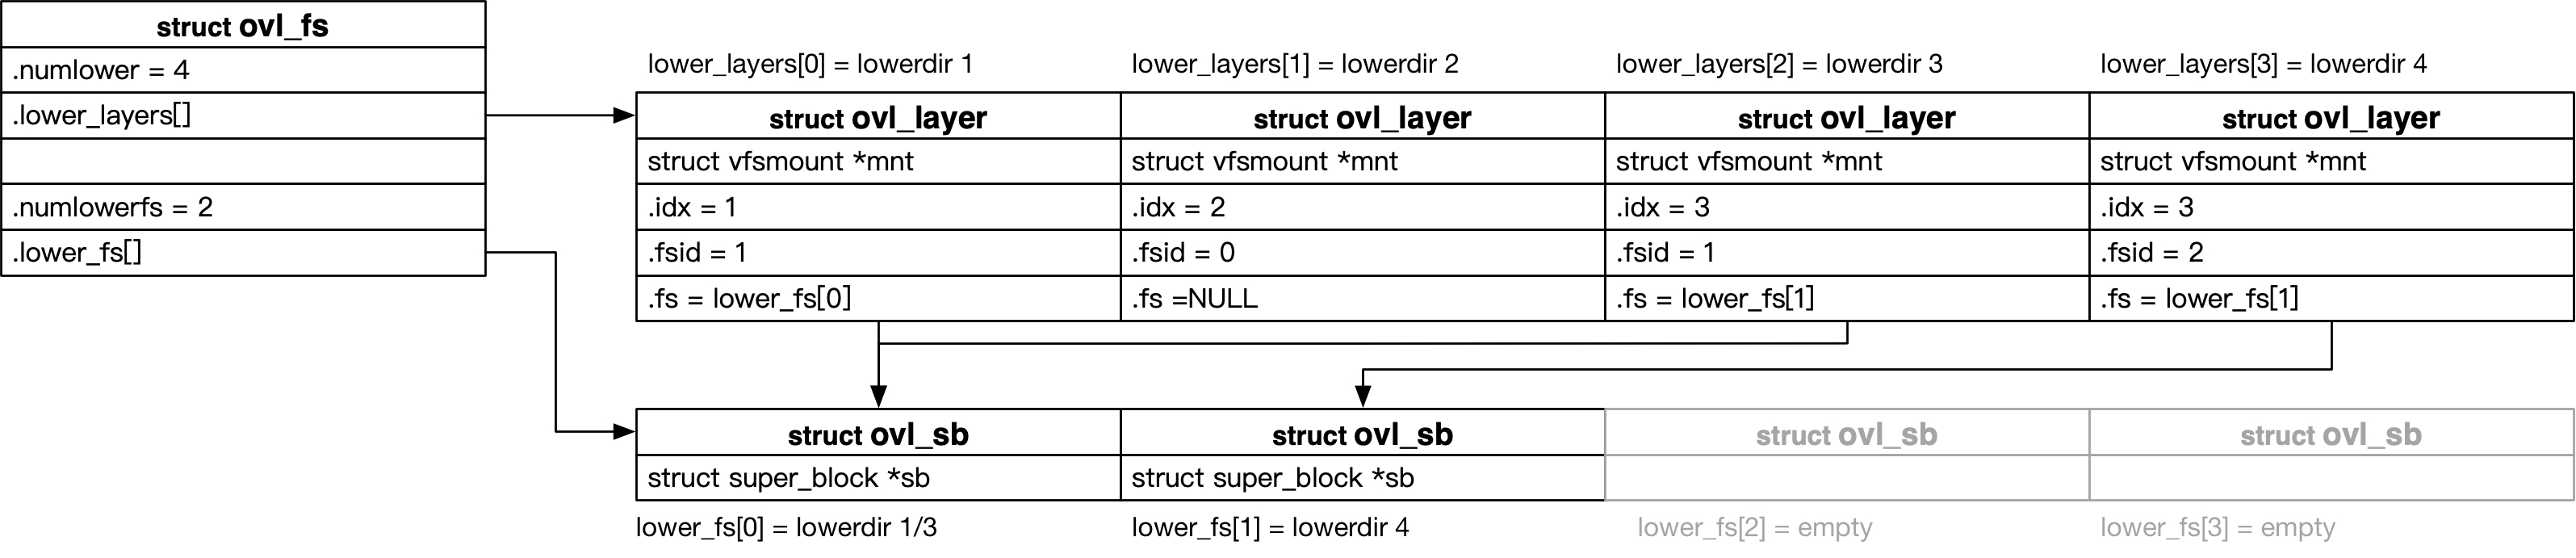 struct ovl_fs
.numlower = 4
.lower_layers[]
.numlowerfs = 2
.lower_fs[]
lower_layers[0] = lowerdir 1
lower_layers[1] = lowerdir 2
lower_layers[2] = lowerdir 3
lower_layers[3] = lowerdir 4
struct ovl_layer
struct ovl_layer
struct ovl_layer
struct ovl_layer
struct vfsmount *mnt
struct vfsmount *mnt
struct vfsmount *mnt
struct vfsmount *mnt
.idx = 1
.idx = 2
.idx = 3
.idx = 3
.fsid = 1
.fsid = 0
.fsid = 1
.fsid = 2
.fs = lower_fs[0]
.fs =NULL
.fs = lower_fs[1]
.fs = lower_fs[1]
struct ovl_sb
struct ovl_sb
struct ovl_sb
struct ovl_sb
struct super_block *sb
struct super_block *sb
lower_fs[0] = lowerdir 1/3
lower_fs[1] = lowerdir 4
lower_fs[2] = empty
lower_fs[3] = empty